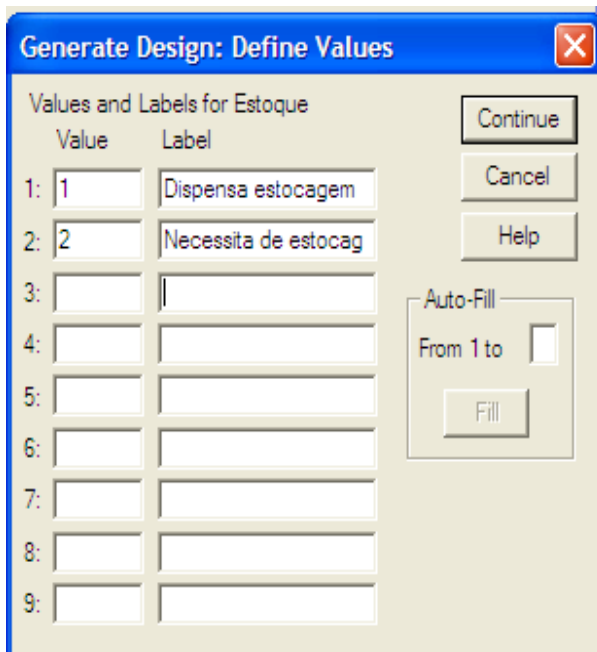 Generate Design: Define Values
Values and Labels for Estoque
Value Label
1: 1 Dispensa estocagem
2: 2 Necessita de estocag
3:
4:
5:
6:
7:
8:
9:
Continue
Cancel
Help
Auto-Fill
From 1 to
Fill